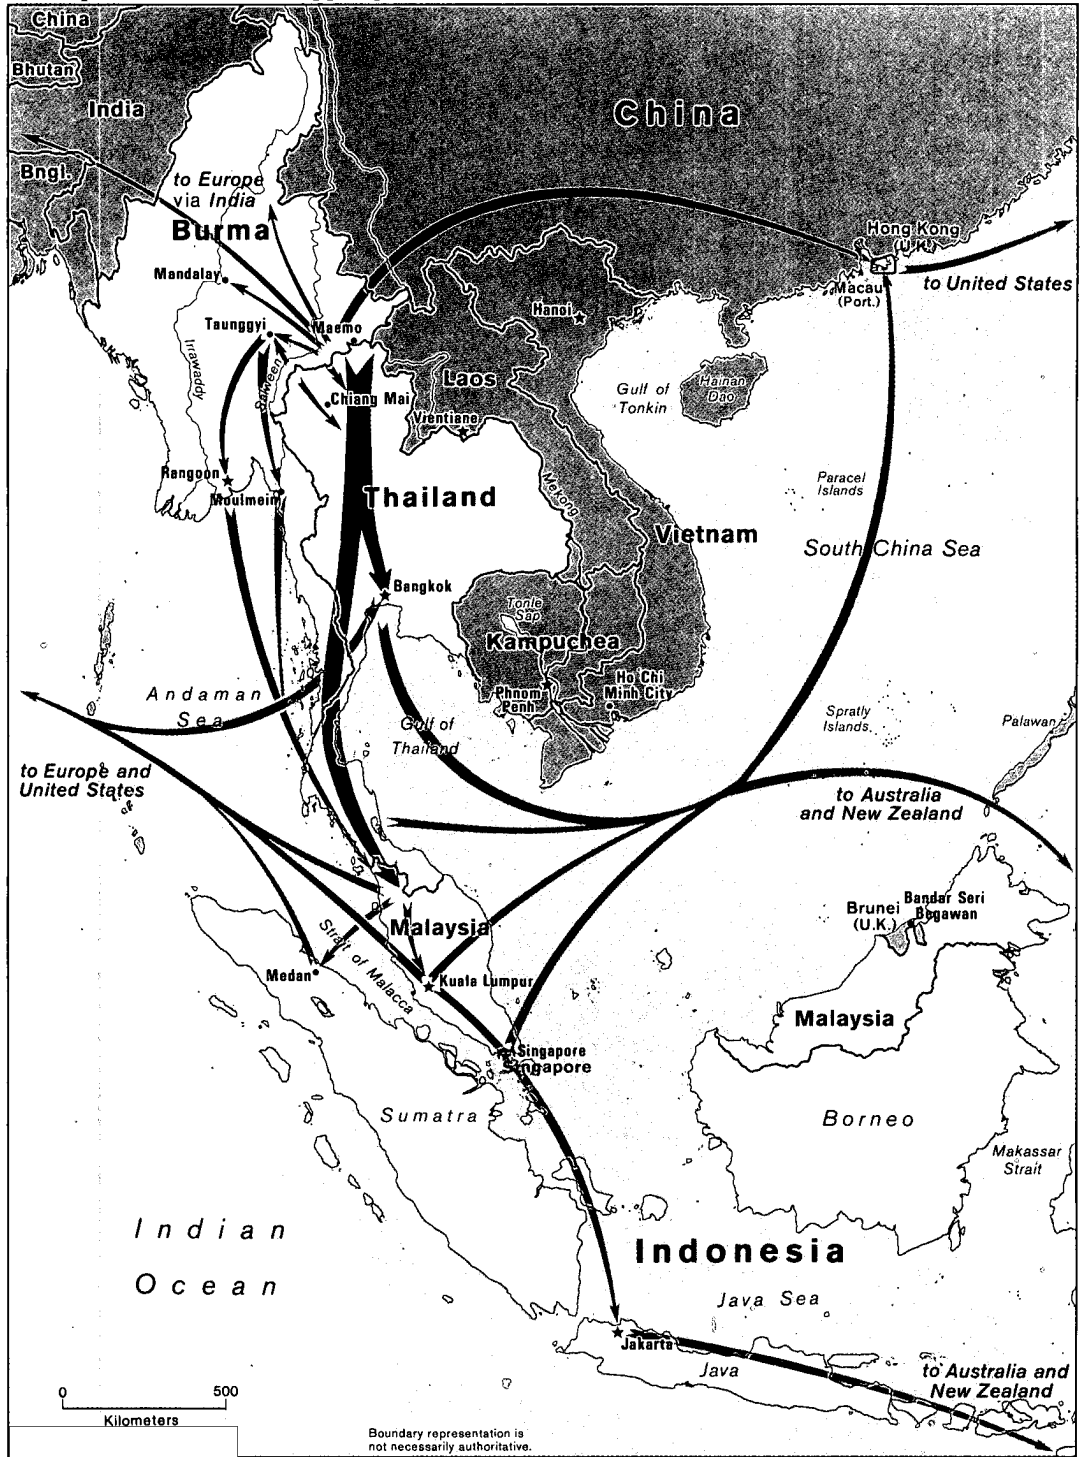 China
Bhutan
India
China
Bngl.
to Europe
via India
Burma
Hong Kong
(U.K.)
Mandalay
Macau
(Port.)
to United States
Hanoi
Taunggyi
Maemo
Irrawaddy
Salween
Laos
Gulf of
Tonkin
Hainan
Dao
Chiang Mai
Vientiane
Rangoon
Moulmein
Thailand
Mekong
Paracel
Islands
Vietnam
South China Sea
Bangkok
Tonle
Sap
Kampuchea
Phnom
Penh
Ho Chi
Minh City
Andaman
Sea
Gulf of
Thailand
Spratly
Islands
Palawan
to Europe and
United States
to Australia
and New Zealand
Brunei
(U.K.)
Bandar Seri
Begawan
Malaysia
Strait of Malacca
Medan
Kuala Lumpur
Malaysia
Singapore
Singapore
Sumatra
Borneo
Makassar
Strait
Indian
Ocean
Indonesia
Java Sea
Jakarta
Java
to Australia and
New Zealand
0 500
Kilometers
Boundary representation is
not necessarily authoritative.